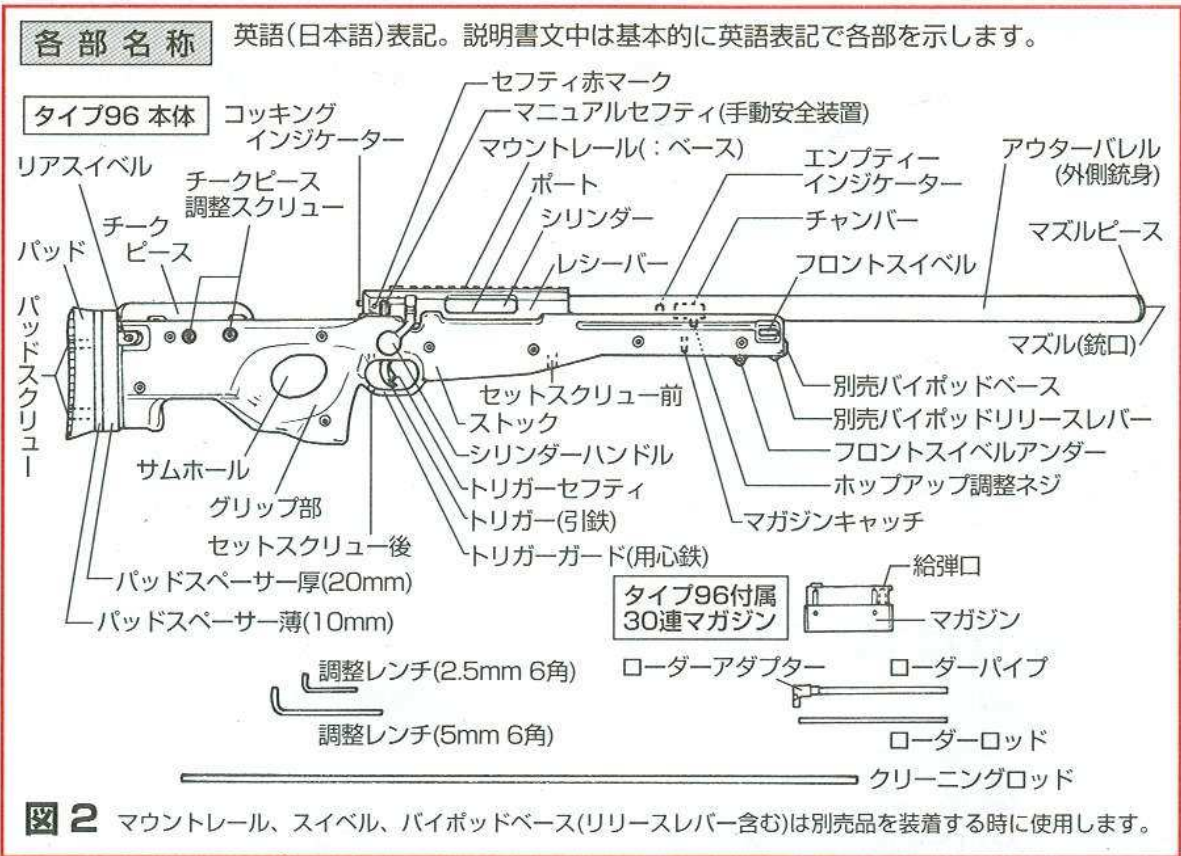 各部名称
英語(日本語)表記。説明書文中は基本的に英語表記で各部を示します。
タイプ96 本体
コッキング
インジケーター
セフティ赤マーク
マニュアルセフティ(手動安全装置)
マウントレール(:ベース)
ポート
シリンダー
レシーバー
エンプティー
インジケーター
チャンバー
フロントスイベル
アウターバレル
(外側銃身)
マズルピース
マズル(銃口)
リアスイベル
チークピース
調整スクリュー
チーク
ピース
パッド
パッドスクリュー
セットスクリュー前
ストック
シリンダーハンドル
トリガーセフティ
トリガー(引鉄)
トリガーガード(用心鉄)
別売バイポッドベース
別売バイポッドリリースレバー
フロントスイベルアンダー
ホップアップ調整ネジ
マガジンキャッチ
サムホール
グリップ部
セットスクリュー後
パッドスペーサー厚(20mm)
パッドスペーサー薄(10mm)
タイプ96付属
30連マガジン
給弾口
マガジン
調整レンチ(2.5mm 6角)
調整レンチ(5mm 6角)
ローダーアダプター
ローダーパイプ
ローダーロッド
クリーニングロッド
図2 マウントレール、スイベル、バイポッドベース(リリースレバー含む)は別売品を装着する時に使用します。